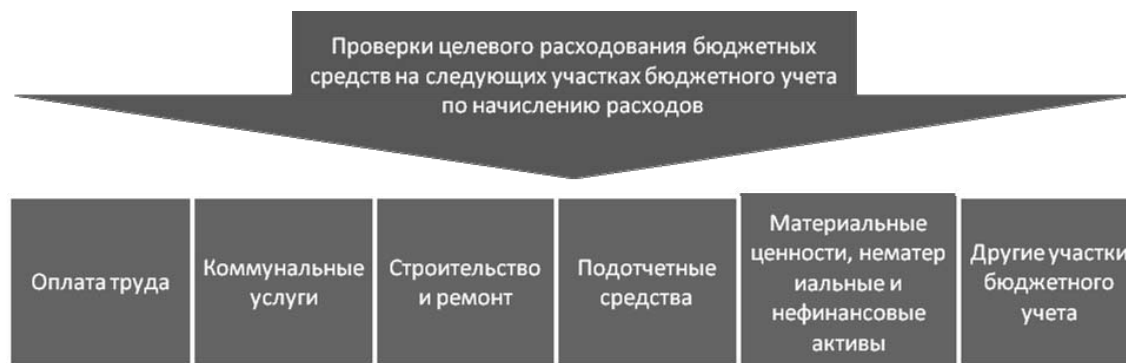 Проверки целевого расходования бюджетных
средств на следующих участках бюджетного учета
по начислению расходов
Оплата труда
Коммунальные
услуги
Строительство
и ремонт
Подотчетные
средства
Материальные
ценности, нематер
иальные и
нефинансовые
активы
Другие участки
бюджетного
учета